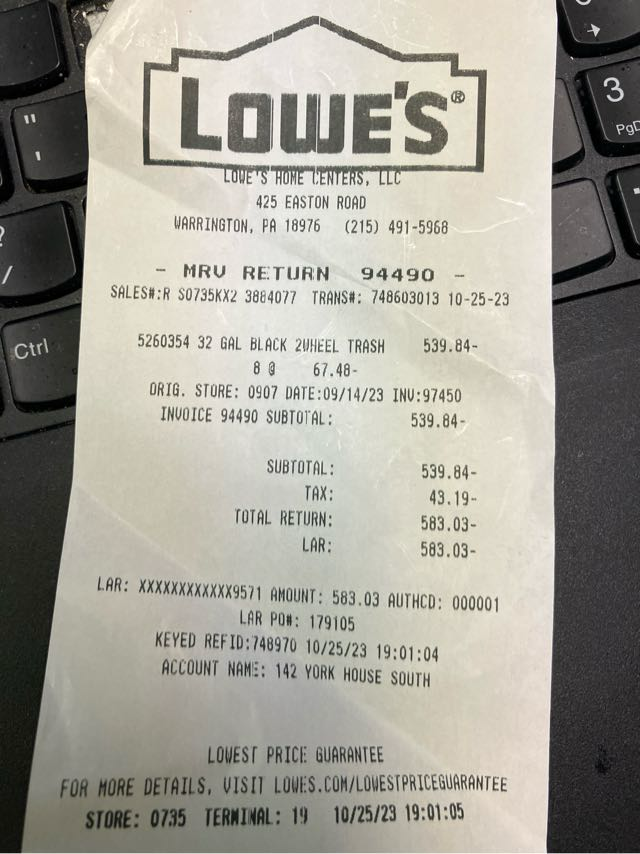 LOWE'S®
LOWE'S HOME CENTERS, LLC
425 EASTON ROAD
WARRINGTON, PA 18976 (215) 491-5968
- MRV RETURN 94490 -
SALES#:R S0735KX2 3884077 TRANS#: 748603013 10-25-23
5260354 32 GAL BLACK 2WHEEL TRASH 539.84-
8 @ 67.48-
ORIG. STORE: 0907 DATE:09/14/23 INV:97450
INVOICE 94490 SUBTOTAL: 539.84-
SUBTOTAL: 539.84-
TAX: 43.19-
TOTAL RETURN: 583.03-
LAR: 583.03-
LAR: XXXXXXXXXXXX9571 AMOUNT: 583.03 AUTHCD: 000001
LAR PO#: 179105
KEYED REFID:748970 10/25/23 19:01:04
ACCOUNT NAME: 142 YORK HOUSE SOUTH
LOWEST PRICE GUARANTEE
FOR MORE DETAILS, VISIT LOWES.COM/LOWESTPRICEGUARANTEE
STORE: 0735 TERMINAL: 19 10/25/23 19:01:05
"
'
?
/
Ctrl
3
PgD